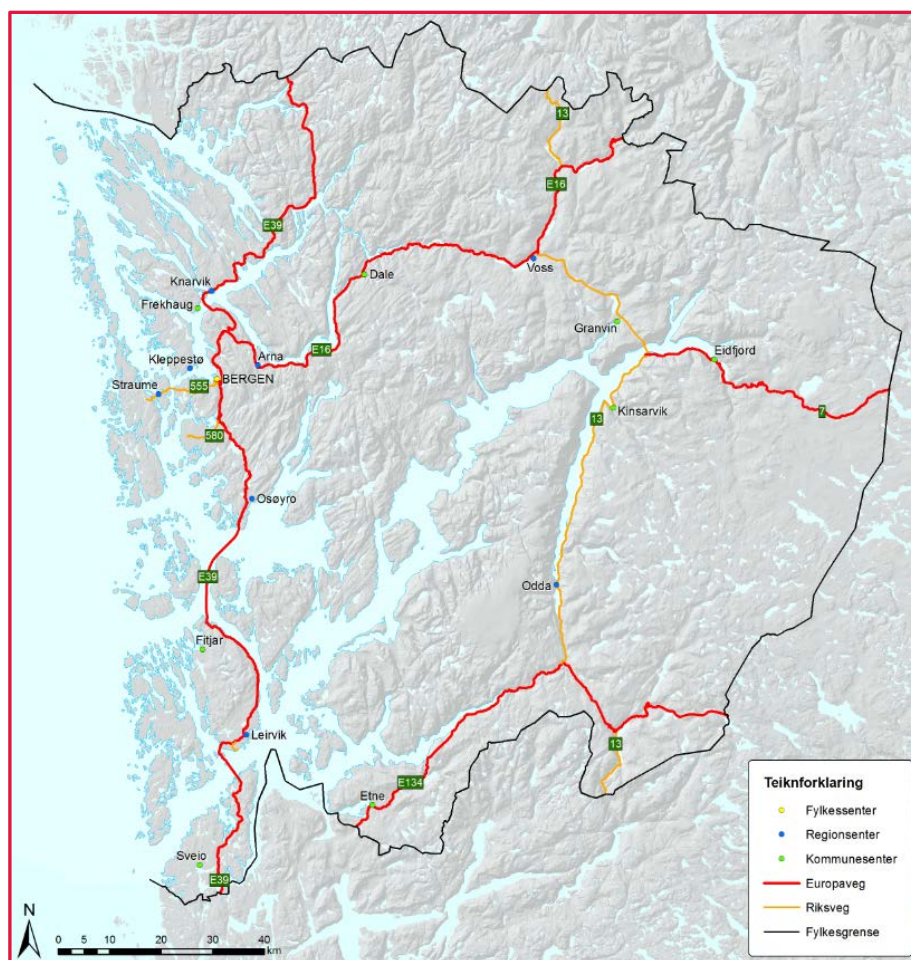 13
E16
E39
Knarvik
Voss
Dale
Frekhaug
Granvin
E16
Arna
Eidfjord
Kleppestø
BERGEN
555
Straume
Kinsarvik
13
7
580
Osøyro
E39
Odda
Fitjar
Leirvik
13
E134
Etne
Sveio
E39
N
0 5 10 20 30 40
km
Teiknforklaring
Fylkessenter
Regionsenter
Kommunesenter
Europaveg
Riksveg
Fylkesgrense